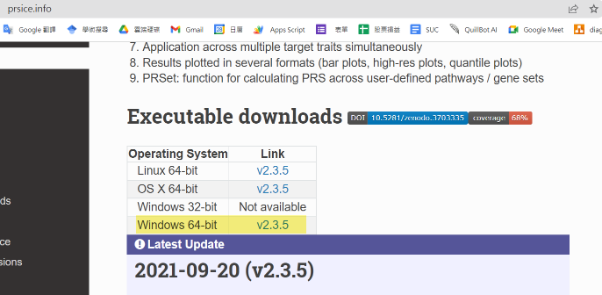 prsice.info
Google 翻譯 學術搜尋 雲端硬碟 Gmail 日曆 Apps Script 表單 股票損益 SUC QuillBot AI Google Meet diag
7. Application across multiple target traits simultaneously
8. Results plotted in several formats (bar plots, high-res plots, quantile plots)
9. PRSet: function for calculating PRS across user-defined pathways / gene sets
Executable downloads DOI 10.5281/zenodo.3703335 coverage 68%
Operating System Link
Linux 64-bit v2.3.5
OS X 64-bit v2.3.5
ds
Windows 32-bit Not available
Windows 64-bit v2.3.5
ce
Latest Update
sions
2021-09-20 (v2.3.5)